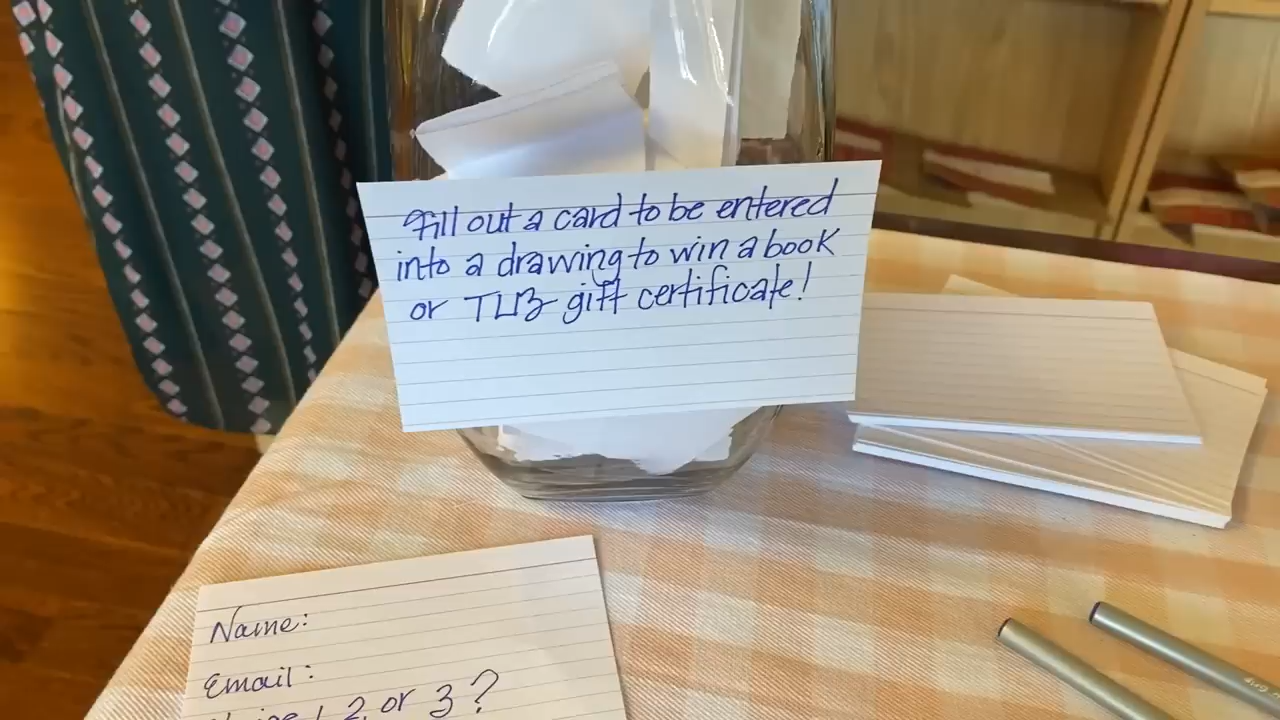 Fill out a card to be entered
into a drawing to win a book
or TLB gift certificate!
Name:
Email:
1, 2, or 3?